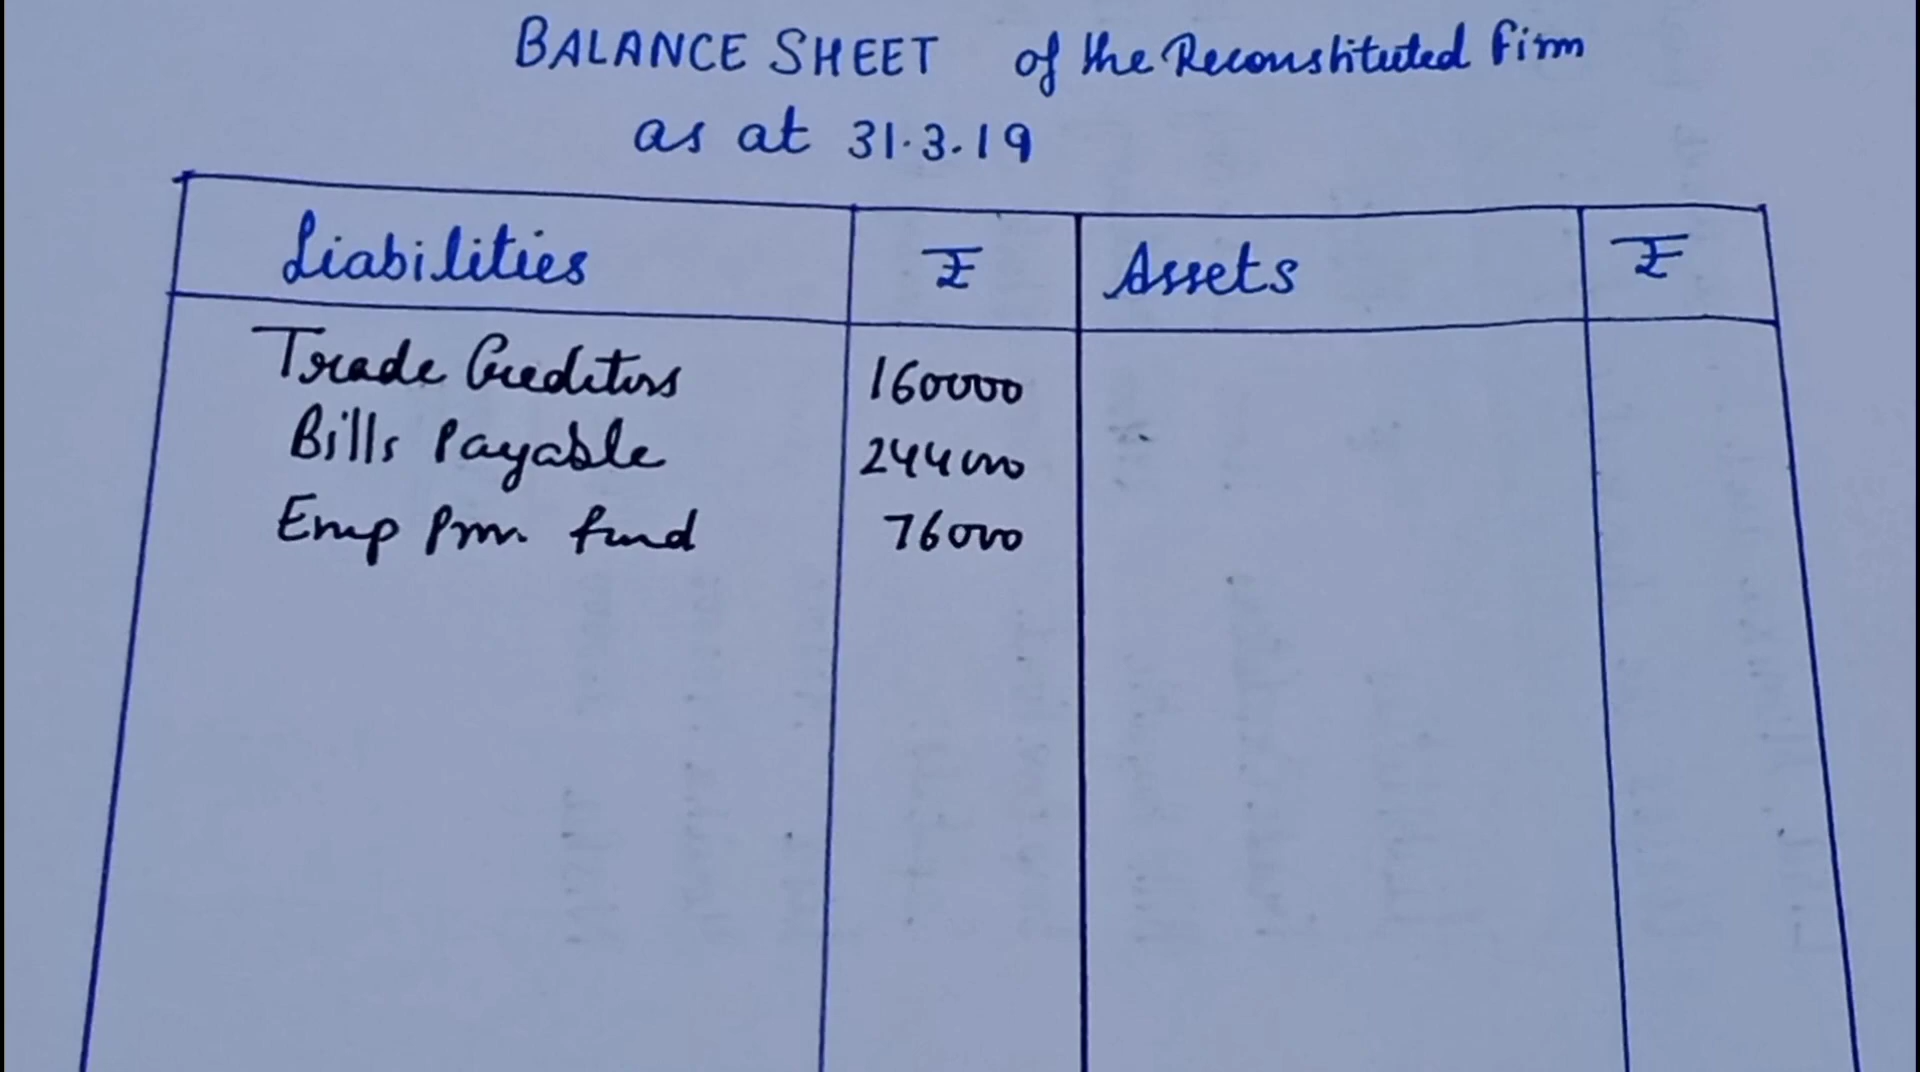 BALANCE SHEET of the Reconstituted Firm
as at 31.3.19
Liabilities ₹ Assets ₹
Trade Creditors 160000
Bills Payable 244000
Emp Prov. fund 76000